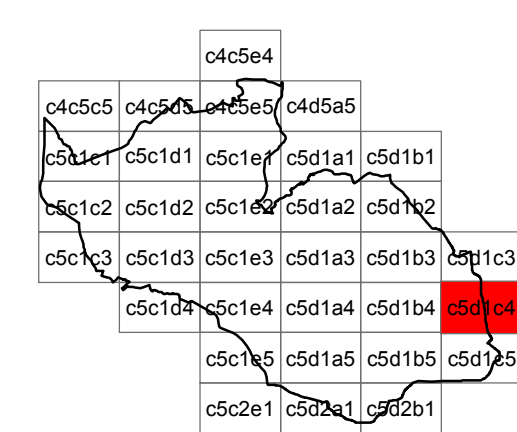 c4c5e4
c4c5c5 c4c5d5 c4c5e5 c4d5a5
c5c1c1 c5c1d1 c5c1e1 c5d1a1 c5d1b1
c5c1c2 c5c1d2 c5c1e2 c5d1a2 c5d1b2
c5c1c3 c5c1d3 c5c1e3 c5d1a3 c5d1b3 c5d1c3
c5c1d4 c5c1e4 c5d1a4 c5d1b4 c5d1c4
c5c1e5 c5d1a5 c5d1b5 c5d1c5
c5c2e1 c5d2a1 c5d2b1